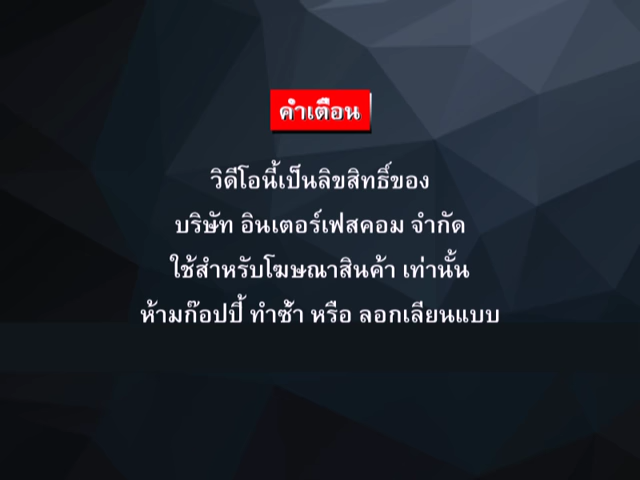 คำเตือน
วิดีโอนี้เป็นลิขสิทธิ์ของ
บริษัท อินเตอร์เฟสคอม จำกัด
ใช้สำหรับโฆษณาสินค้า เท่านั้น
ห้ามก๊อปปี้ ทำซ้ำ หรือ ลอกเลียนแบบ